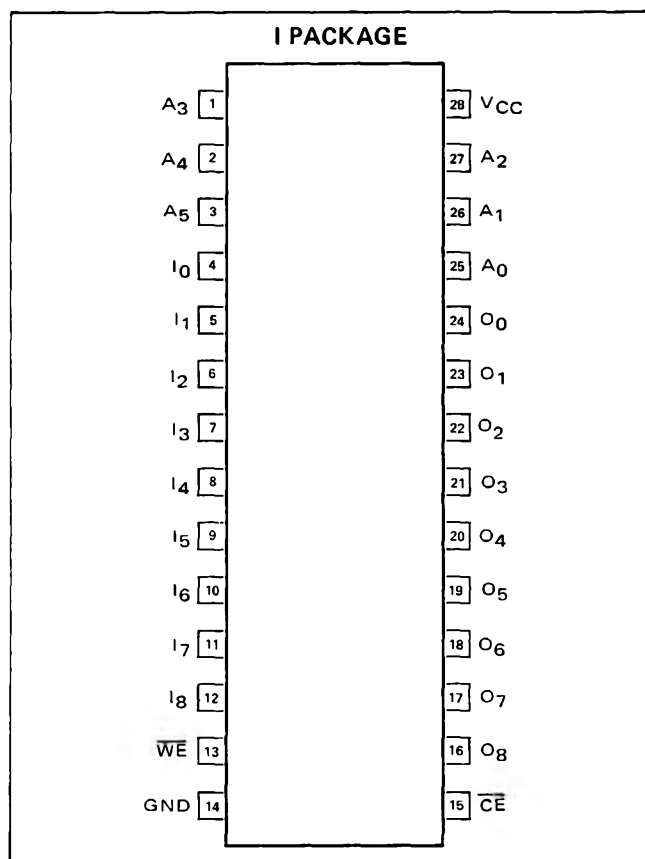 I PACKAGE
A3 1 28 VCC
A4 2 27 A2
A5 3 26 A1
I0 4 25 A0
I1 5 24 O0
I2 6 23 O1
I3 7 22 O2
I4 8 21 O3
I5 9 20 O4
I6 10 19 O5
I7 11 18 O6
I8 12 17 O7
W̅E̅ 13 16 O8
GND 14 15 C̅E̅